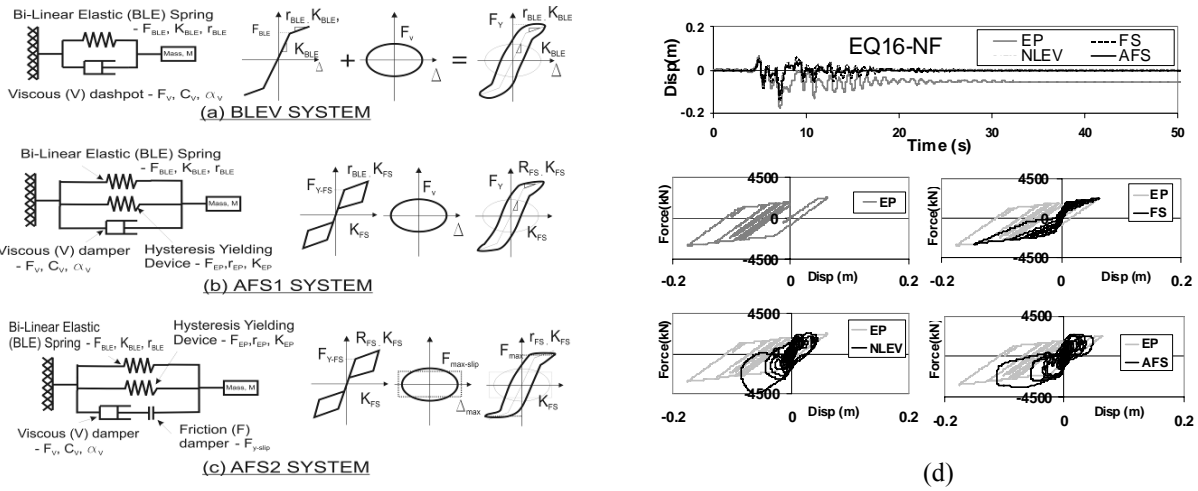 Bi-Linear Elastic (BLE) Spring
- F_BLE, K_BLE, r_BLE
Mass, M
Viscous (V) dashpot - F_V, C_V, α_V
F_BLE
r_BLE, K_BLE,
K_BLE
Δ
+
F_v
Δ
=
F_Y
r_BLE, K_BLE
K_BLE
Δ
(a) BLEV SYSTEM
Bi-Linear Elastic (BLE) Spring
- F_BLE, K_BLE, r_BLE
Mass, M
Viscous (V) damper
- F_V, C_V, α_V
Hysteresis Yielding
Device - F_EP, r_EP, K_EP
F_Y-FS
r_BLE, K_FS
K_FS
F_v
Δ
F_Y
R_FS, K_FS
K_FS
(b) AFS1 SYSTEM
Bi-Linear Elastic
(BLE) Spring - F_BLE, K_BLE, r_BLE
Hysteresis Yielding
Device - F_EP, r_EP, K_EP
Mass, M
Viscous (V) damper
- F_V, C_V, α_V
Friction (F)
damper - F_y-slip
F_Y-FS
R_FS, K_FS
K_FS
F_max-slip
Δ_max
F_max
r_FS, K_FS
K_FS
(c) AFS2 SYSTEM
Disp(m)
0.2
0
-0.2
EQ16-NF
EP
FS
NLEV
AFS
0
10
20
30
40
50
Time (s)
Force(kN)
4500
0
-4500
-0.2
0
0.2
Disp (m)
EP
Force(kN)
4500
0
-4500
-0.2
0
0.2
Disp (m)
EP
FS
Force(kN)
4500
0
-4500
-0.2
0
0.2
Disp (m)
EP
NLEV
Force(kN)
4500
0
-4500
-0.2
0
0.2
Disp (m)
EP
AFS
(d)